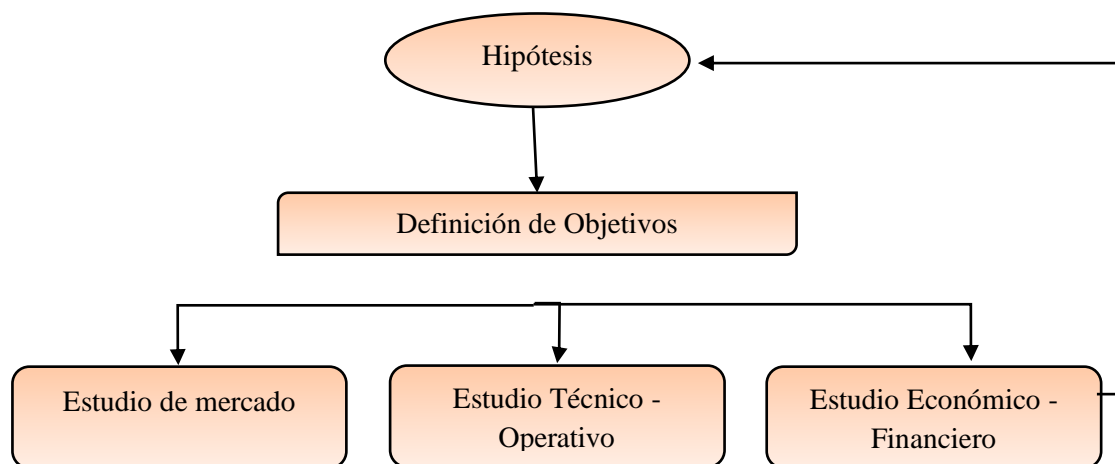 Hipótesis
Definición de Objetivos
Estudio de mercado
Estudio Técnico -
Operativo
Estudio Económico -
Financiero